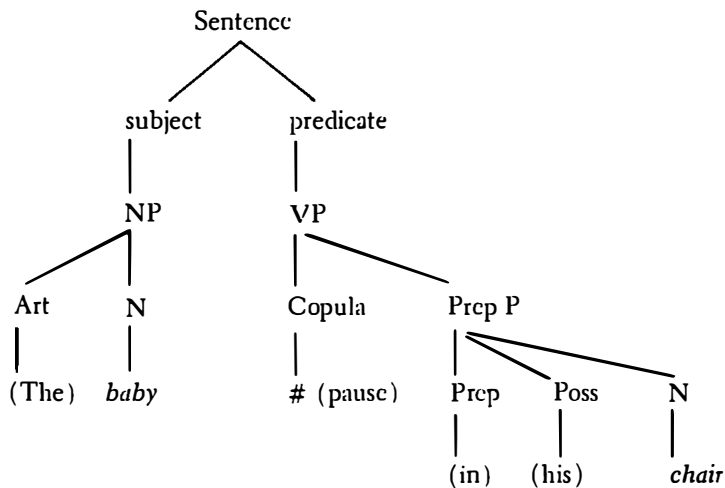 Sentence
subject predicate
NP VP
Art N Copula Prep P
(The) baby # (pause) Prep Poss N
(in) (his) chair